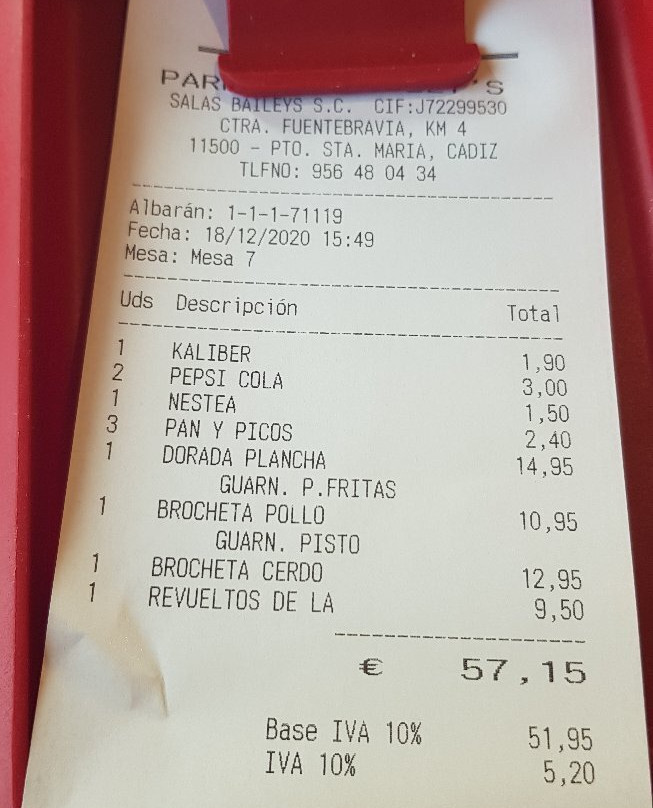 SALAS BAILEYS S.C. CIF:J72299530
CTRA. FUENTEBRAVIA, KM 4
11500 - PTO. STA. MARIA, CADIZ
TLFNO: 956 48 04 34
Albarán: 1-1-1-71119
Fecha: 18/12/2020 15:49
Mesa: Mesa 7
Uds Descripción Total
1 KALIBER 1,90
2 PEPSI COLA 3,00
1 NESTEA 1,50
3 PAN Y PICOS 2,40
1 DORADA PLANCHA 14,95
GUARN. P.FRITAS
1 BROCHETA POLLO 10,95
GUARN. PISTO
1 BROCHETA CERDO 12,95
1 REVUELTOS DE LA 9,50
€ 57,15
Base IVA 10% 51,95
IVA 10% 5,20